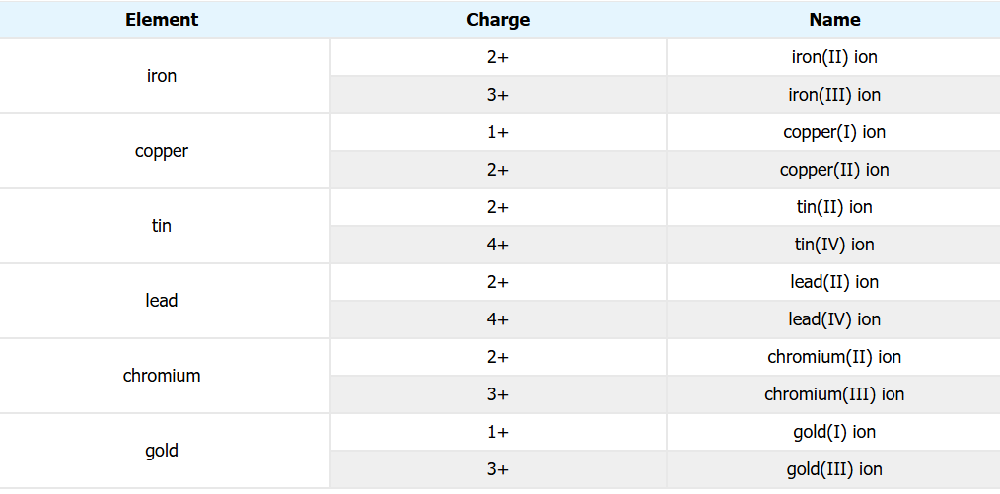 Element Charge Name
iron 2+ iron(II) ion
3+ iron(III) ion
copper 1+ copper(I) ion
2+ copper(II) ion
tin 2+ tin(II) ion
4+ tin(IV) ion
lead 2+ lead(II) ion
4+ lead(IV) ion
chromium 2+ chromium(II) ion
3+ chromium(III) ion
gold 1+ gold(I) ion
3+ gold(III) ion